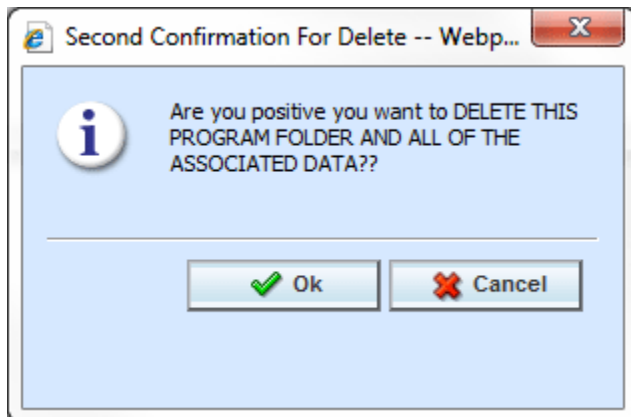 Second Confirmation For Delete -- Webp...
Are you positive you want to DELETE THIS
PROGRAM FOLDER AND ALL OF THE
ASSOCIATED DATA??
Ok
Cancel